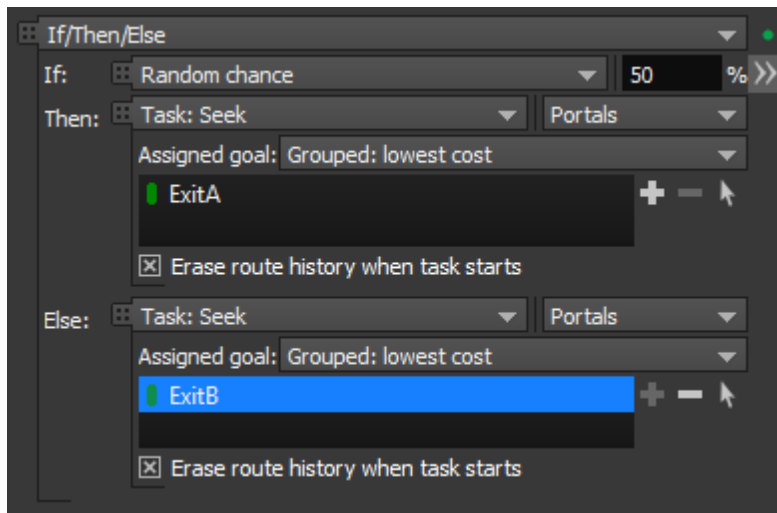 If/Then/Else
If: Random chance 50 %
Then: Task: Seek Portals
Assigned goal: Grouped: lowest cost
ExitA
Erase route history when task starts
Else: Task: Seek Portals
Assigned goal: Grouped: lowest cost
ExitB
Erase route history when task starts